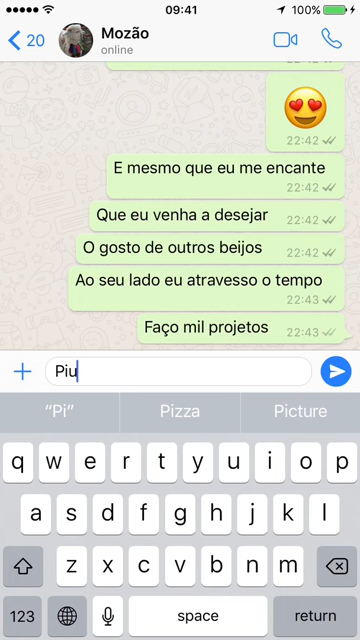 09:41
100%
20
Mozão
online
22:42
E mesmo que eu me encante
22:42
Que eu venha a desejar
22:42
O gosto de outros beijos
22:42
Ao seu lado eu atravesso o tempo
22:43
Faço mil projetos
22:43
Piu
“Pi”
Pizza
Picture
q w e r t y u i o p
a s d f g h j k l
z x c v b n m
123
space
return